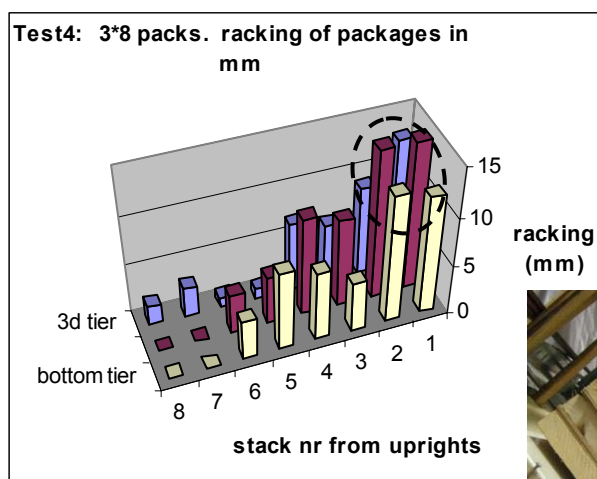 Test4: 3*8 packs. racking of packages in
mm
15
10
5
0
racking
(mm)
3d tier
bottom tier
8 7 6 5 4 3 2 1
stack nr from uprights